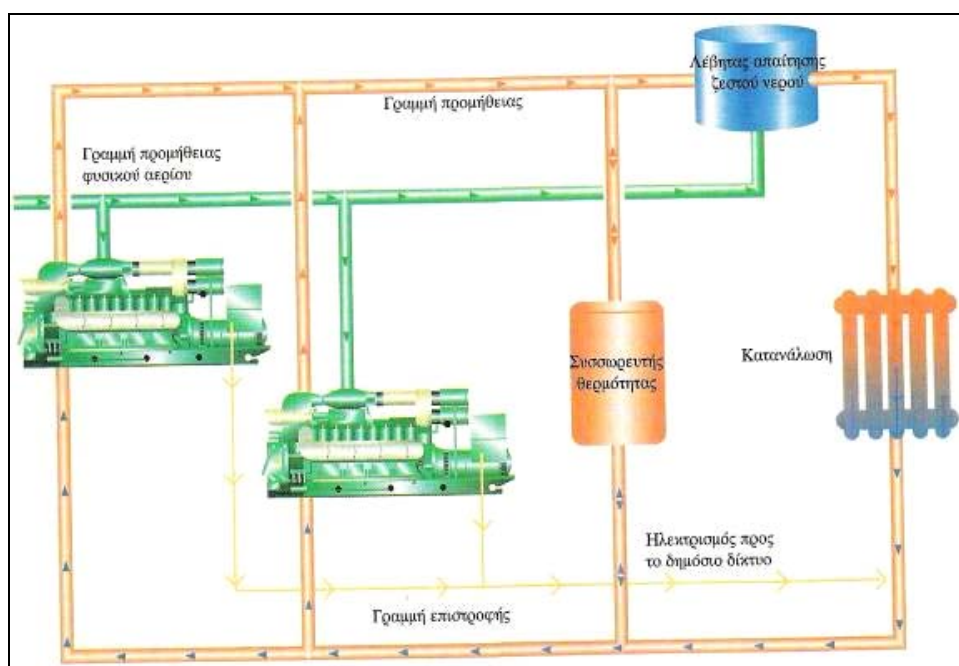 Λέβητας απαίτησης
ζεστού νερού
Γραμμή προμήθειας
Γραμμή προμήθειας
φυσικού αερίου
Συσσωρευτής
θερμότητας
Κατανάλωση
Ηλεκτρισμός προς
το δημόσιο δίκτυο
Γραμμή επιστροφής